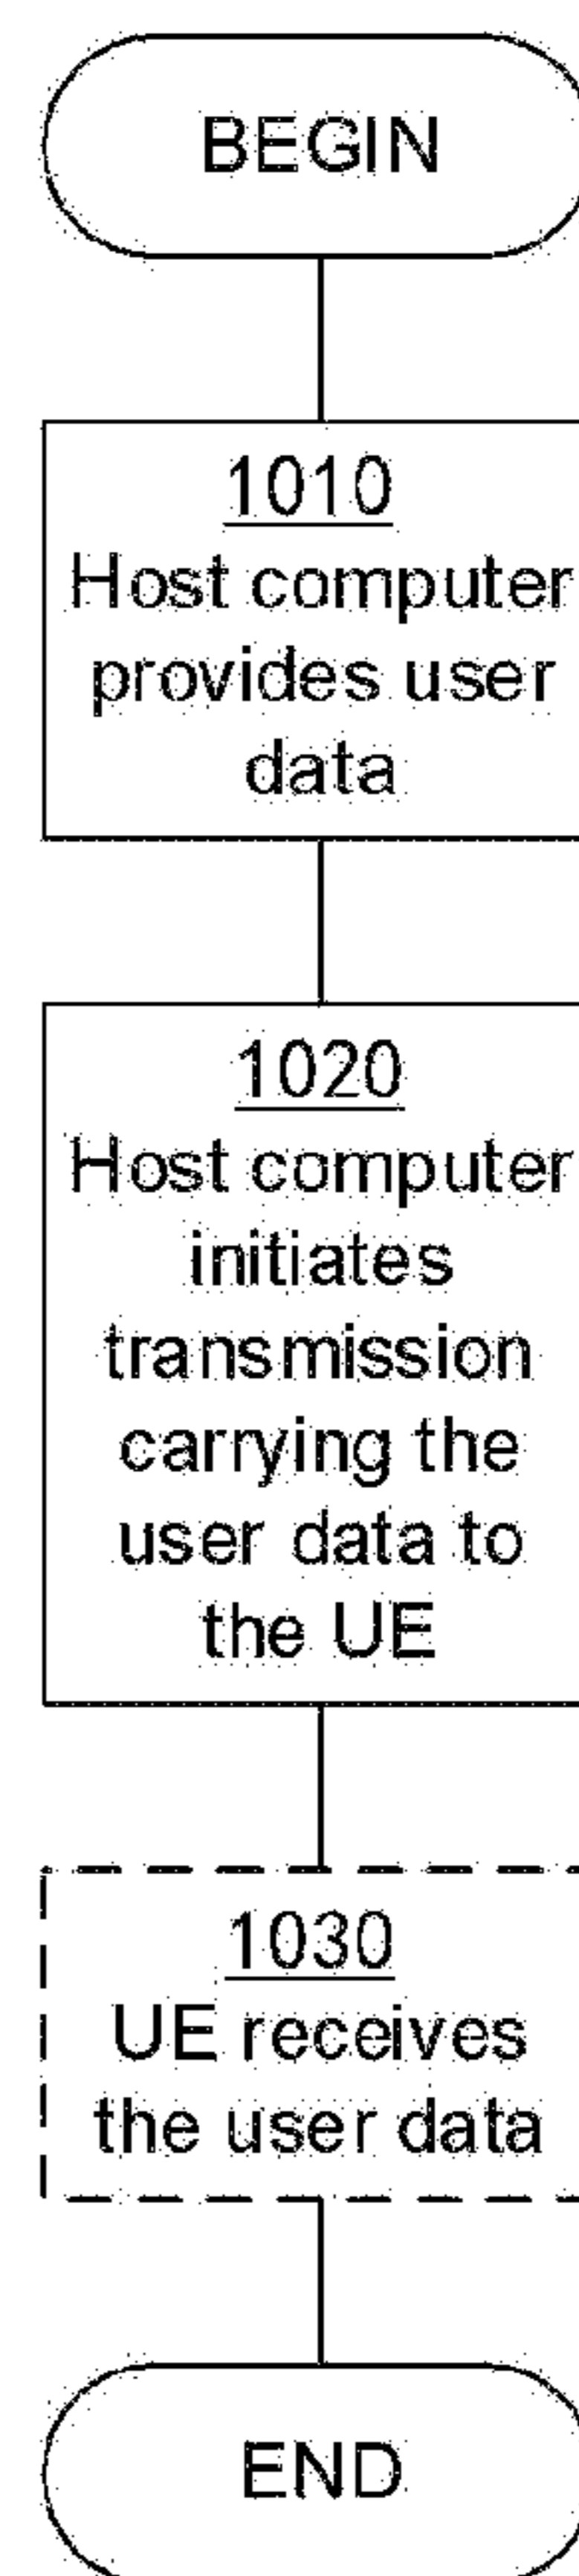 BEGIN
1010
Host computer
provides user
data
1020
Host computer
initiates
transmission
carrying the
user data to
the UE
1030
UE receives
the user data
END